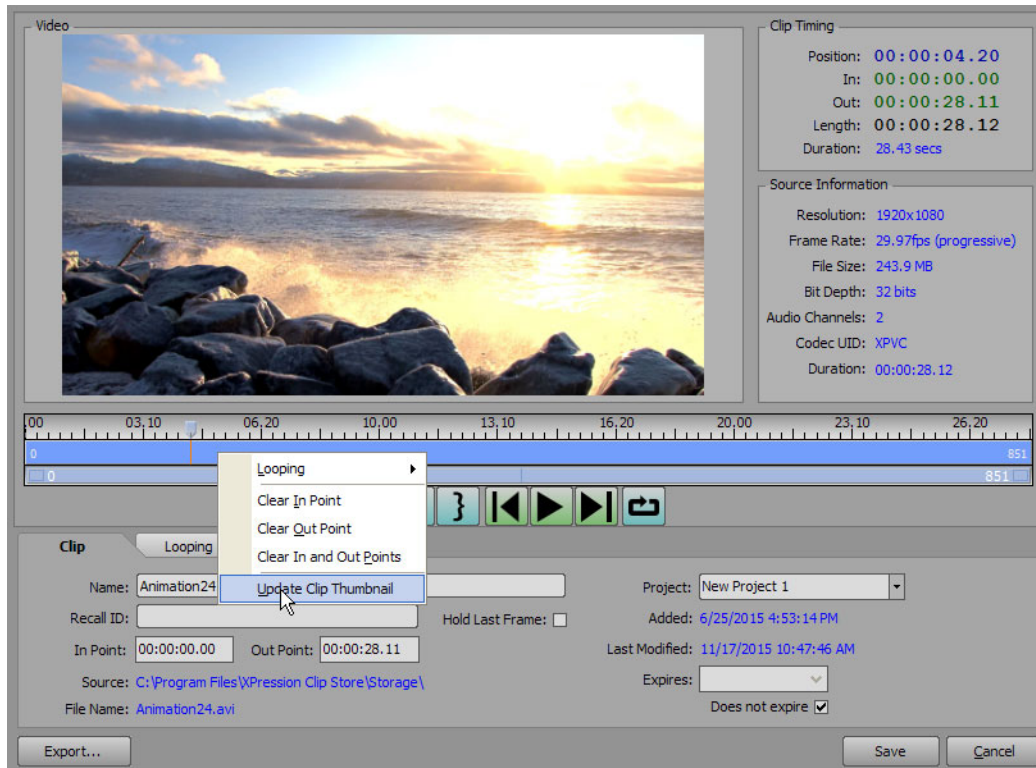 Video
Clip Timing
Position: 00:00:04.20
In: 00:00:00.00
Out: 00:00:28.11
Length: 00:00:28.12
Duration: 28.43 secs
Source Information
Resolution: 1920x1080
Frame Rate: 29.97fps (progressive)
File Size: 243.9 MB
Bit Depth: 32 bits
Audio Channels: 2
Codec UID: XPVC
Duration: 00:00:28.12
:00 03.10 06.20 10.00 13.10 16.20 20.00 23.10 26.20
0 851
0 851
Looping
Clear In Point
Clear Out Point
Clear In and Out Points
Update Clip Thumbnail
Clip Looping
Name: Animation24
Recall ID:
Hold Last Frame:
In Point: 00:00:00.00 Out Point: 00:00:28.11
Source: C:\Program Files\XPression Clip Store\Storage\
File Name: Animation24.avi
Project: New Project 1
Added: 6/25/2015 4:53:14 PM
Last Modified: 11/17/2015 10:47:46 AM
Expires:
Does not expire
Export... Save Cancel